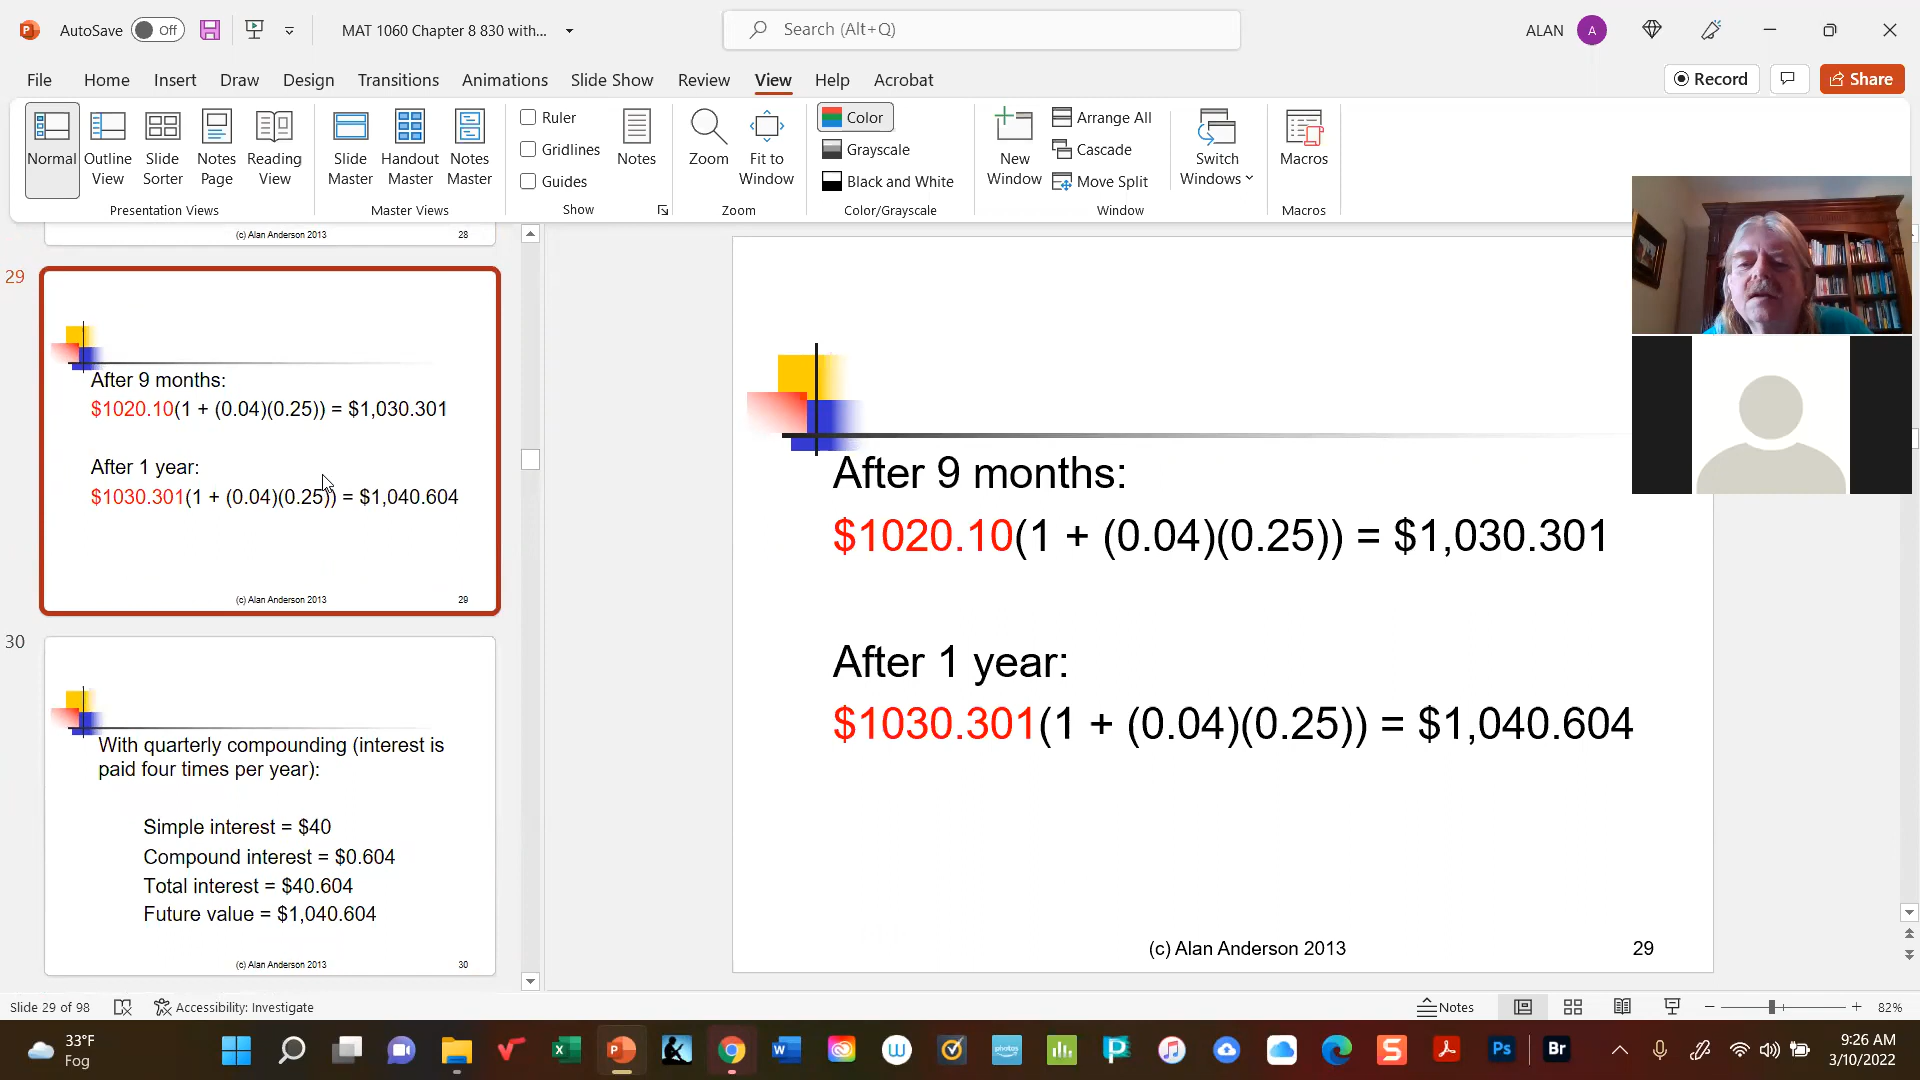 AutoSave Off MAT 1060 Chapter 8 830 with... Search (Alt+Q) ALAN A
File Home Insert Draw Design Transitions Animations Slide Show Review View Help Acrobat Record Share
Normal Outline View Slide Sorter Notes Page Reading View
Presentation Views
Slide Master Handout Master Notes Master
Master Views
Ruler
Gridlines
Guides
Notes
Show
Zoom Fit to Window
Zoom
Color
Grayscale
Black and White
Color/Grayscale
New Window
Arrange All
Cascade
Move Split
Switch Windows
Window
Macros
Macros
(c) Alan Anderson 2013 28
29
After 9 months:
$1020.10(1 + (0.04)(0.25)) = $1,030.301
After 1 year:
$1030.301(1 + (0.04)(0.25)) = $1,040.604
(c) Alan Anderson 2013 29
30
With quarterly compounding (interest is
paid four times per year):
Simple interest = $40
Compound interest = $0.604
Total interest = $40.604
Future value = $1,040.604
(c) Alan Anderson 2013 30
After 9 months:
$1020.10(1 + (0.04)(0.25)) = $1,030.301
After 1 year:
$1030.301(1 + (0.04)(0.25)) = $1,040.604
(c) Alan Anderson 2013 29
Slide 29 of 98 Accessibility: Investigate Notes 82%
33°F
Fog
photos
Ps
Br
9:26 AM
3/10/2022